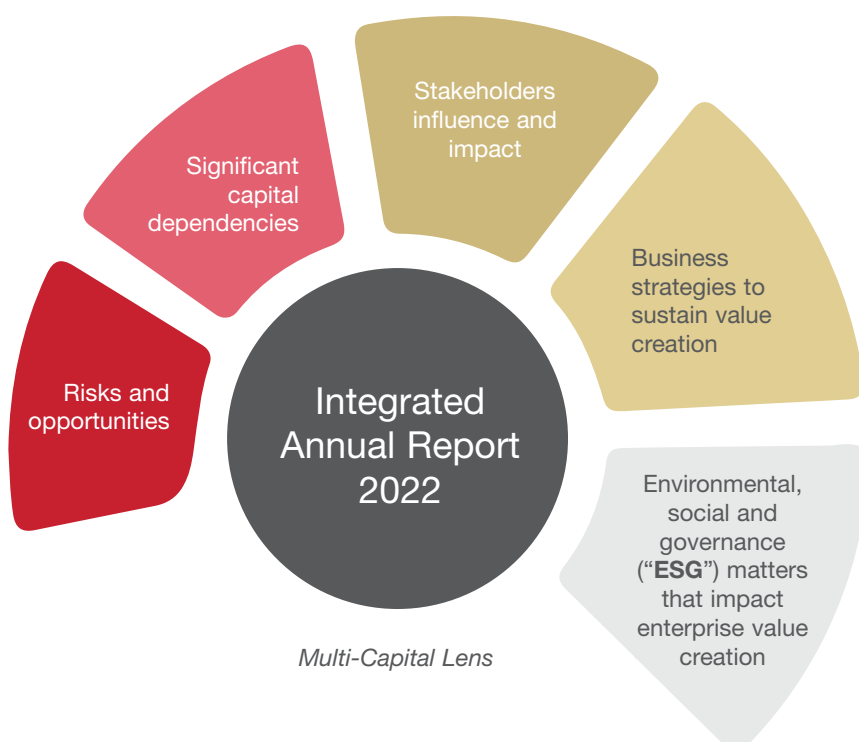 Stakeholders
influence and
impact
Significant
capital
dependencies
Business
strategies to
sustain value
creation
Risks and
opportunities
Integrated
Annual Report
2022
Environmental,
social and
governance
(“ESG”) matters
that impact
enterprise value
creation
Multi-Capital Lens